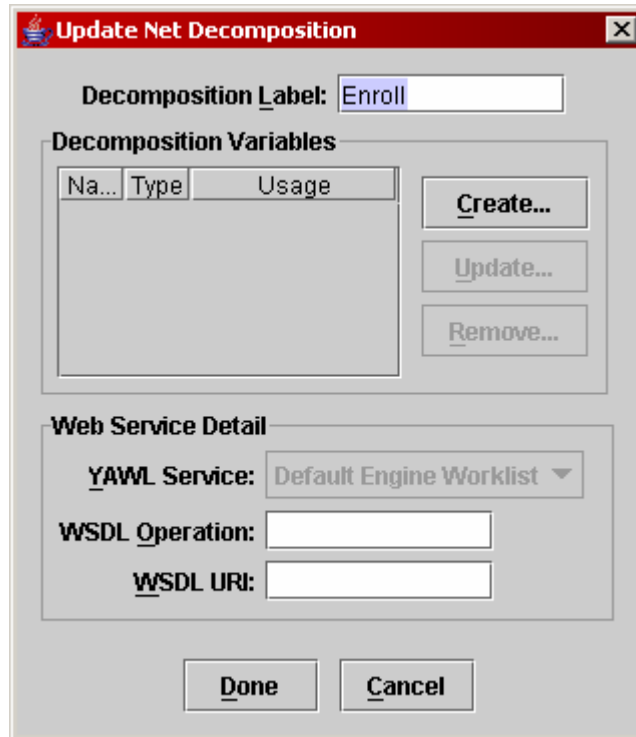 Update Net Decomposition
Decomposition Label: Enroll
Decomposition Variables
Na... Type Usage
Create...
Update...
Remove...
Web Service Detail
YAWL Service: Default Engine Worklist
WSDL Operation:
WSDL URI:
Done Cancel